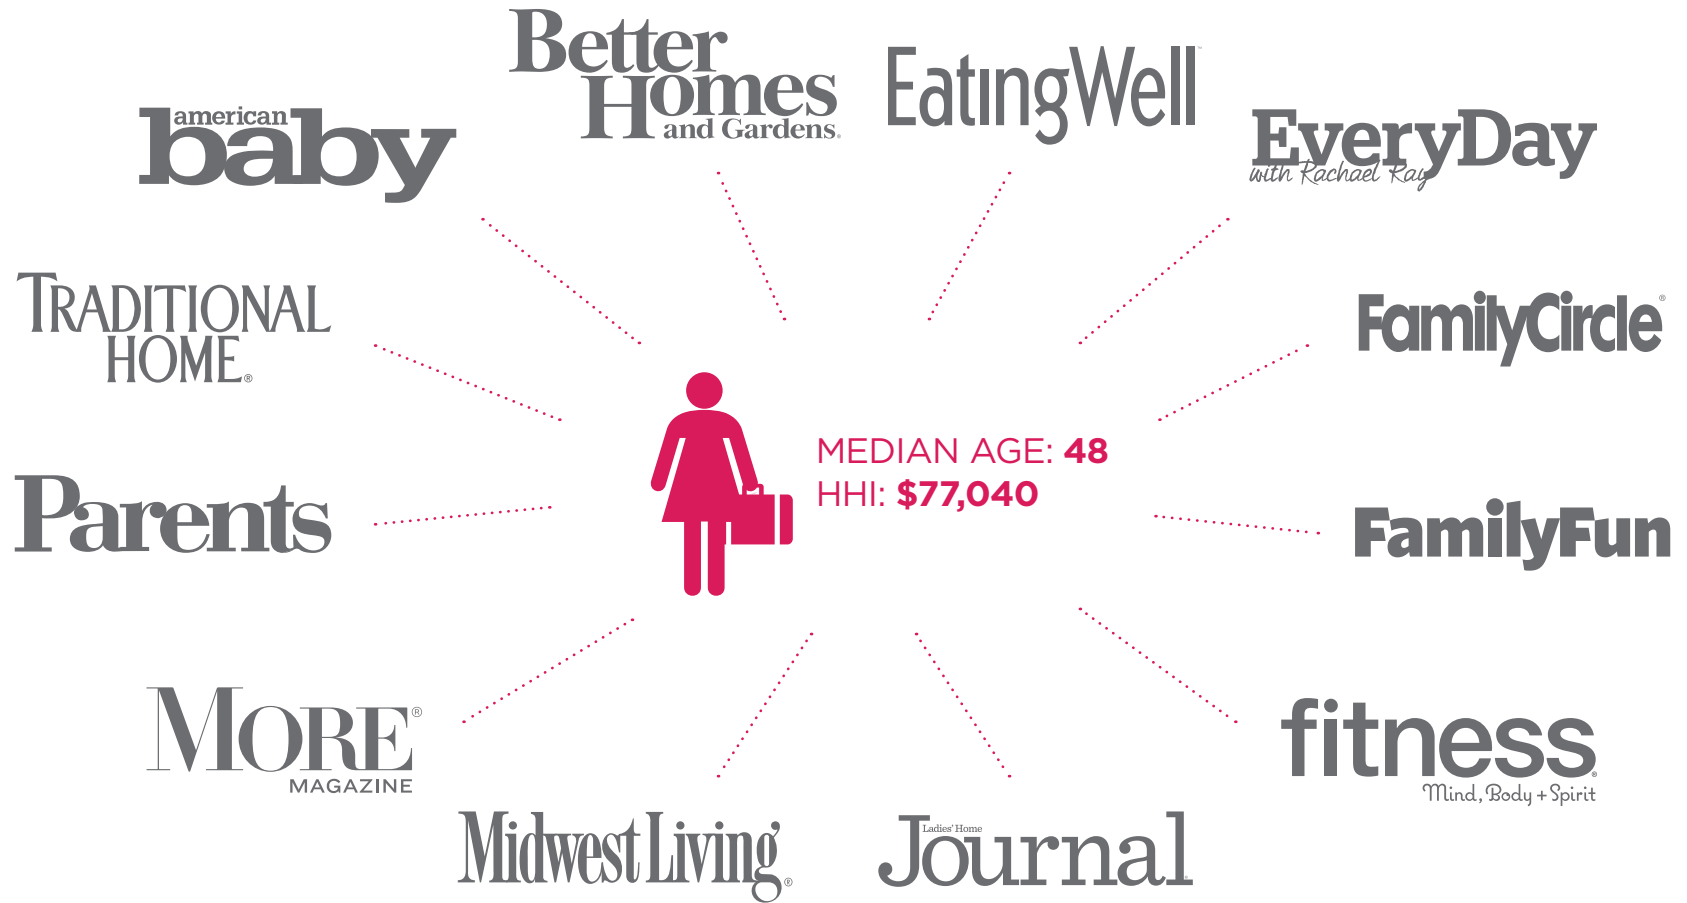 Better
Homes
and Gardens®
EatingWell™
american
baby
EveryDay
with Rachael Ray
TRADITIONAL
HOME®
FamilyCircle®
MEDIAN AGE: 48
HHI: $77,040
Parents
FamilyFun
MORE®
MAGAZINE
fitness®
Mind, Body + Spirit
Midwest Living®
Ladies' Home
Journal